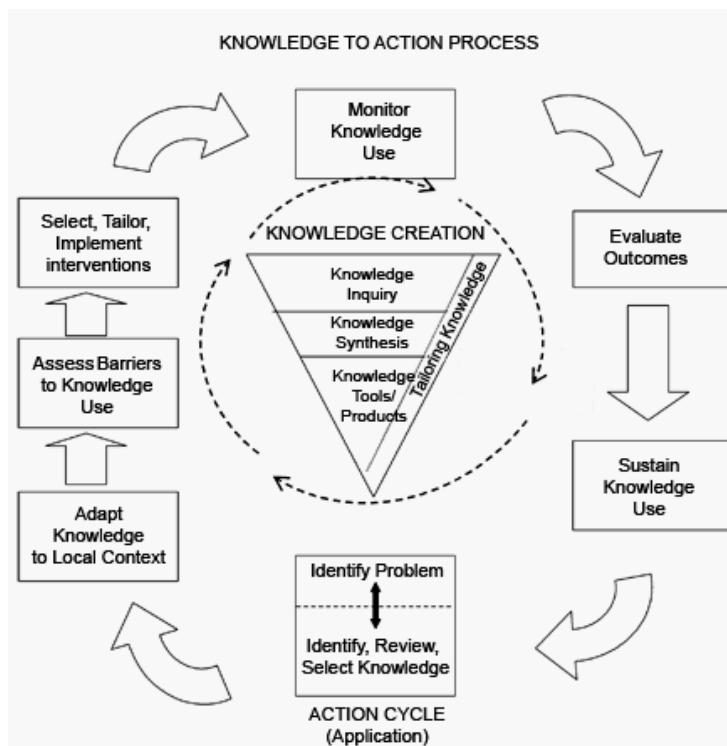 KNOWLEDGE TO ACTION PROCESS
Monitor
Knowledge
Use
Select, Tailor,
Implement
interventions
Evaluate
Outcomes
KNOWLEDGE CREATION
Knowledge
Inquiry
Knowledge
Synthesis
Knowledge
Tools/
Products
Tailoring Knowledge
Assess Barriers
to Knowledge
Use
Sustain
Knowledge
Use
Adapt
Knowledge
to Local Context
Identify Problem
Identify, Review,
Select Knowledge
ACTION CYCLE
(Application)